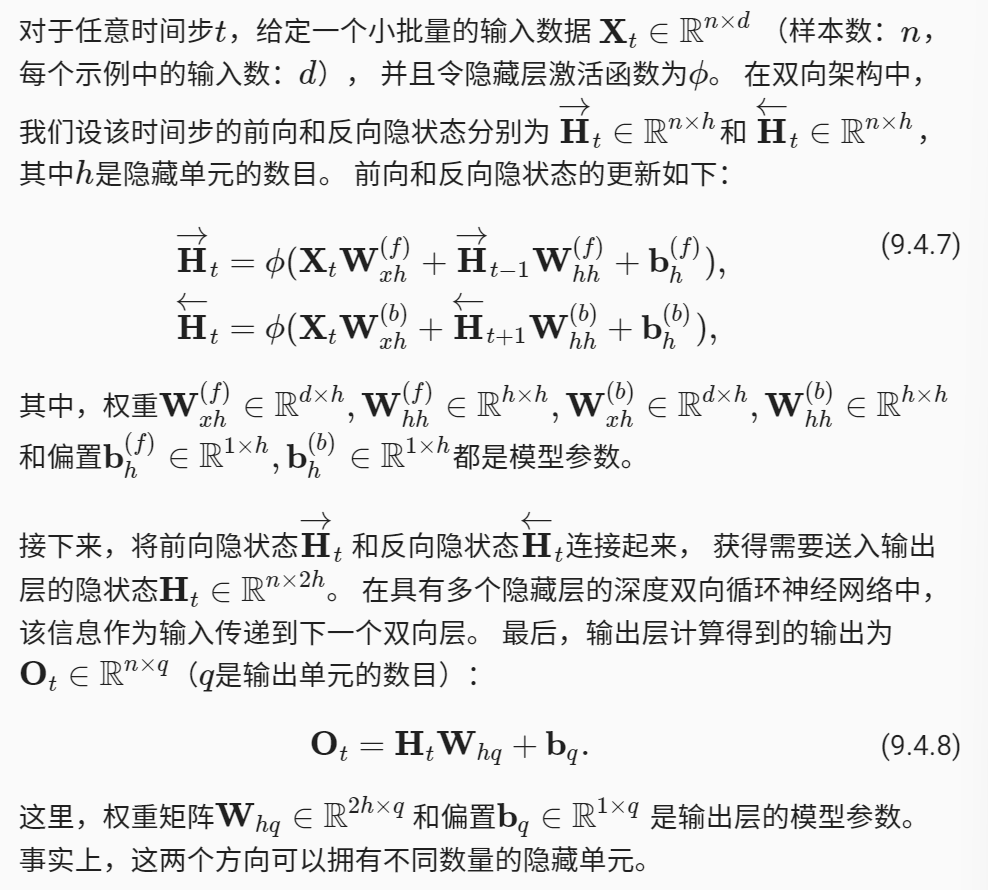 对于任意时间步$t$，给定一个小批量的输入数据 $\mathbf{X}_t \in \mathbb{R}^{n \times d}$ （样本数：$n$，
每个示例中的输入数：$d$）， 并且令隐藏层激活函数为$\phi$。 在双向架构中，
我们设该时间步的前向和反向隐状态分别为 $\overrightarrow{\mathbf{H}}_t \in \mathbb{R}^{n \times h}$和 $\overleftarrow{\mathbf{H}}_t \in \mathbb{R}^{n \times h}$，
其中$h$是隐藏单元的数目。 前向和反向隐状态的更新如下：
$\overrightarrow{\mathbf{H}}_t = \phi(\mathbf{X}_t \mathbf{W}_{xh}^{(f)} + \overrightarrow{\mathbf{H}}_{t-1} \mathbf{W}_{hh}^{(f)} + \mathbf{b}_h^{(f)}),$ (9.4.7)
$\overleftarrow{\mathbf{H}}_t = \phi(\mathbf{X}_t \mathbf{W}_{xh}^{(b)} + \overleftarrow{\mathbf{H}}_{t+1} \mathbf{W}_{hh}^{(b)} + \mathbf{b}_h^{(b)}),$
其中，权重$\mathbf{W}_{xh}^{(f)} \in \mathbb{R}^{d \times h}, \mathbf{W}_{hh}^{(f)} \in \mathbb{R}^{h \times h}, \mathbf{W}_{xh}^{(b)} \in \mathbb{R}^{d \times h}, \mathbf{W}_{hh}^{(b)} \in \mathbb{R}^{h \times h}$
和偏置$\mathbf{b}_h^{(f)} \in \mathbb{R}^{1 \times h}, \mathbf{b}_h^{(b)} \in \mathbb{R}^{1 \times h}$都是模型参数。
接下来，将前向隐状态$\overrightarrow{\mathbf{H}}_t$ 和反向隐状态$\overleftarrow{\mathbf{H}}_t$连接起来， 获得需要送入输出
层的隐状态$\mathbf{H}_t \in \mathbb{R}^{n \times 2h}$。 在具有多个隐藏层的深度双向循环神经网络中，
该信息作为输入传递到下一个双向层。 最后，输出层计算得到的输出为
$\mathbf{O}_t \in \mathbb{R}^{n \times q}$（$q$是输出单元的数目）：
$\mathbf{O}_t = \mathbf{H}_t \mathbf{W}_{hq} + \mathbf{b}_q.$ (9.4.8)
这里，权重矩阵$\mathbf{W}_{hq} \in \mathbb{R}^{2h \times q}$ 和偏置$\mathbf{b}_q \in \mathbb{R}^{1 \times q}$ 是输出层的模型参数。
事实上，这两个方向可以拥有不同数量的隐藏单元。